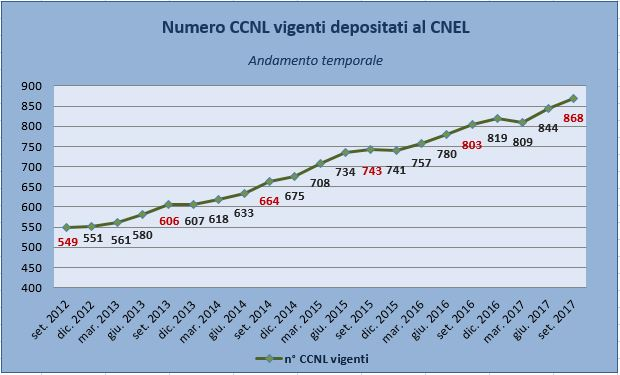 Numero CCNL vigenti depositati al CNEL
Andamento temporale
900
850
800
750
700
650
600
550
500
450
400
549
551
561
580
606
607
618
633
664
675
708
734
743
741
757
780
803
819
809
844
868
set. 2012
dic. 2012
mar. 2013
giu. 2013
set. 2013
dic. 2013
mar. 2014
giu. 2014
set. 2014
dic. 2014
mar. 2015
giu. 2015
set. 2015
dic. 2015
mar. 2016
giu. 2016
set. 2016
dic. 2016
mar. 2017
giu. 2017
set. 2017
n° CCNL vigenti